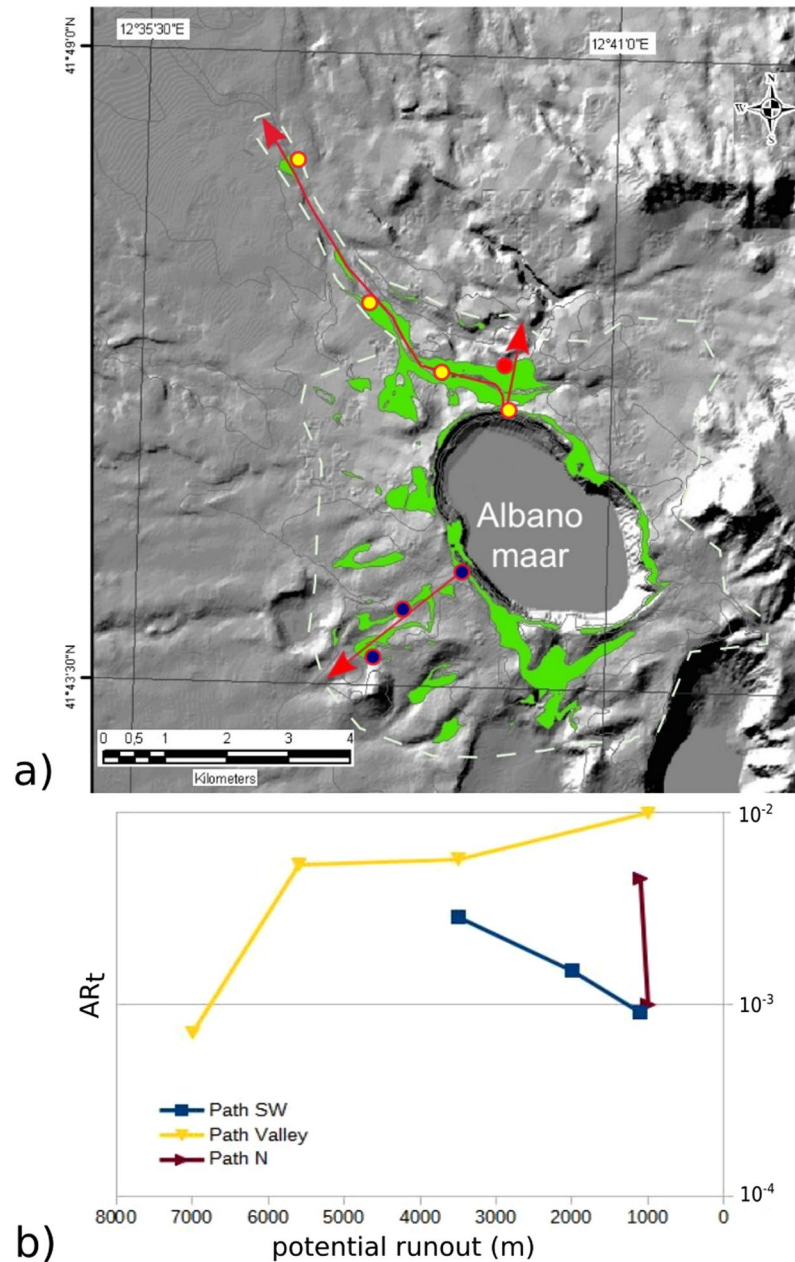 12°35'30"E
12°41'0"E
41°49'0"N
N
W
S
Albano
maar
41°43'30"N
0 0,5 1 2 3 4
Kilometers
a)
10-2
10-3
10-4
ARt
Path SW
Path Valley
Path N
8000 7000 6000 5000 4000 3000 2000 1000 0
potential runout (m)
b)